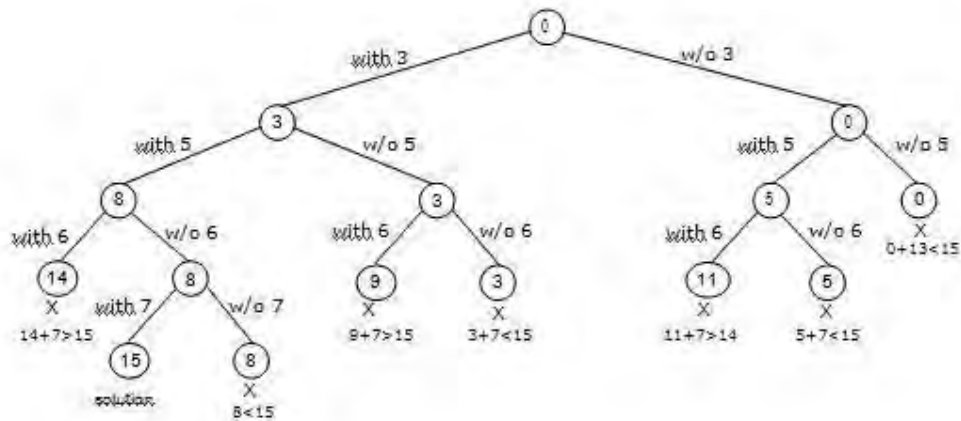 0
with 3
w/o 3
3
0
with 5
w/o 5
with 5
w/o 5
8
3
5
0
X
0+13<15
with 6
w/o 6
with 6
w/o 6
with 6
w/o 6
14
8
9
3
11
5
X
X
X
X
X
14+7>15
with 7
w/o 7
9+7>15
3+7<15
11+7>14
5+7<15
15
8
solution
X
8<15